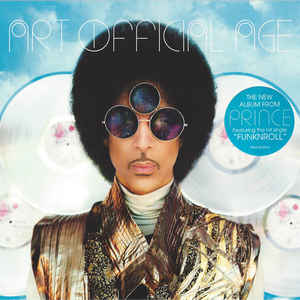 ART OFFICIAL AGE
THE NEW
ALBUM FROM
PRINCE
Featuring the hit single
"FUNKNROLL"